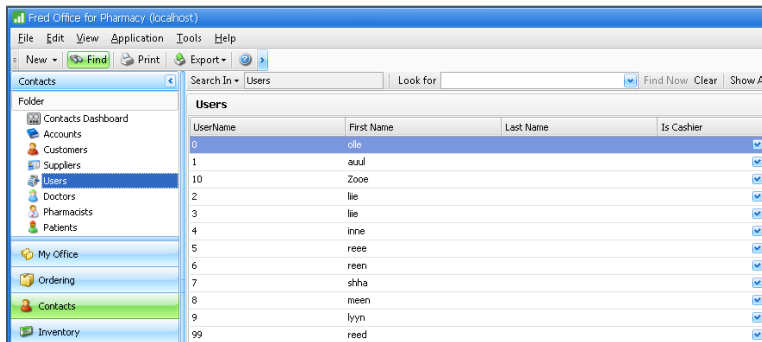 Fred Office for Pharmacy (localhost)
File Edit View Application Tools Help
New Find Print Export
Contacts
Search In Users Look for Find Now Clear Show A
Folder
Contacts Dashboard
Accounts
Customers
Suppliers
Users
Doctors
Pharmacists
Patients
My Office
Ordering
Contacts
Inventory
Users
UserName First Name Last Name Is Cashier
0 olle
1 auul
10 Zooe
2 liie
3 liie
4 inne
5 reee
6 reen
7 shha
8 meen
9 lyyn
99 reed